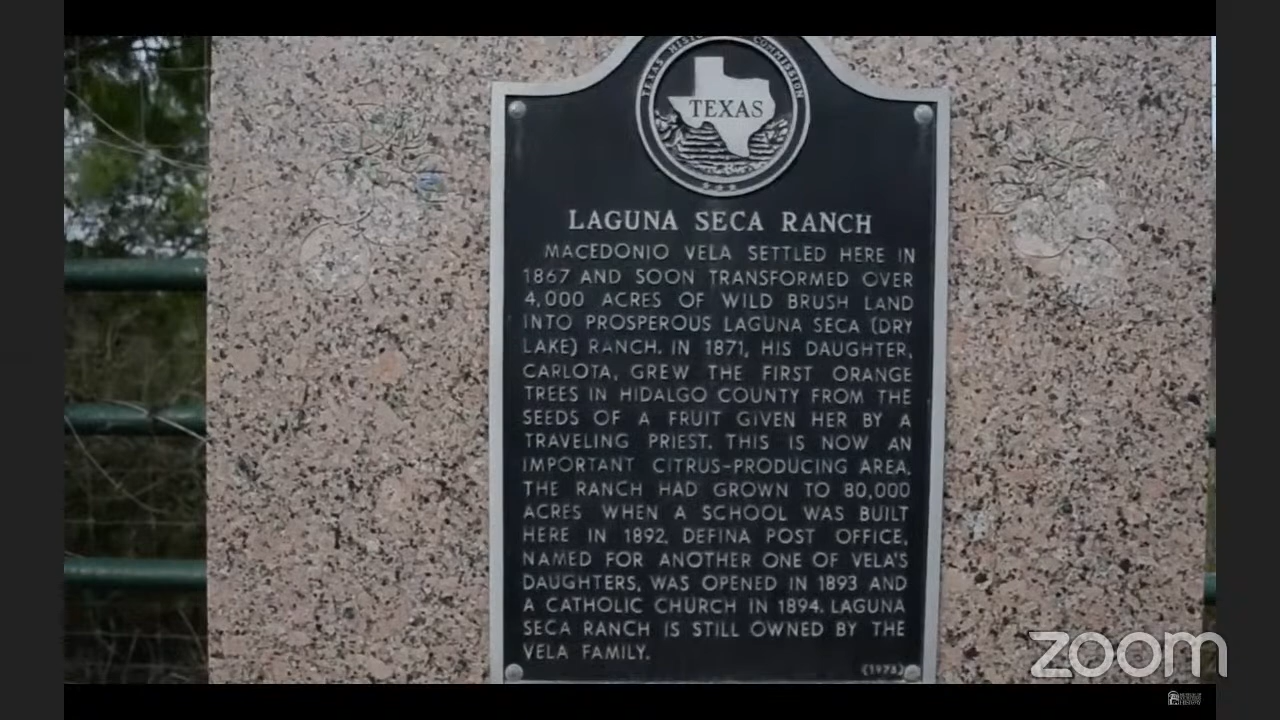 TEXAS HISTORICAL COMMISSION
TEXAS
LAGUNA SECA RANCH
MACEDONIO VELA SETTLED HERE IN
1867 AND SOON TRANSFORMED OVER
4,000 ACRES OF WILD BRUSH LAND
INTO PROSPEROUS LAGUNA SECA (DRY
LAKE) RANCH. IN 1871, HIS DAUGHTER,
CARLOTA, GREW THE FIRST ORANGE
TREES IN HIDALGO COUNTY FROM THE
SEEDS OF A FRUIT GIVEN HER BY A
TRAVELING PRIEST. THIS IS NOW AN
IMPORTANT CITRUS-PRODUCING AREA.
THE RANCH HAD GROWN TO 80,000
ACRES WHEN A SCHOOL WAS BUILT
HERE IN 1892. DEFINA POST OFFICE,
NAMED FOR ANOTHER ONE OF VELA'S
DAUGHTERS, WAS OPENED IN 1893 AND
A CATHOLIC CHURCH IN 1894. LAGUNA
SECA RANCH IS STILL OWNED BY THE
VELA FAMILY.
zoom